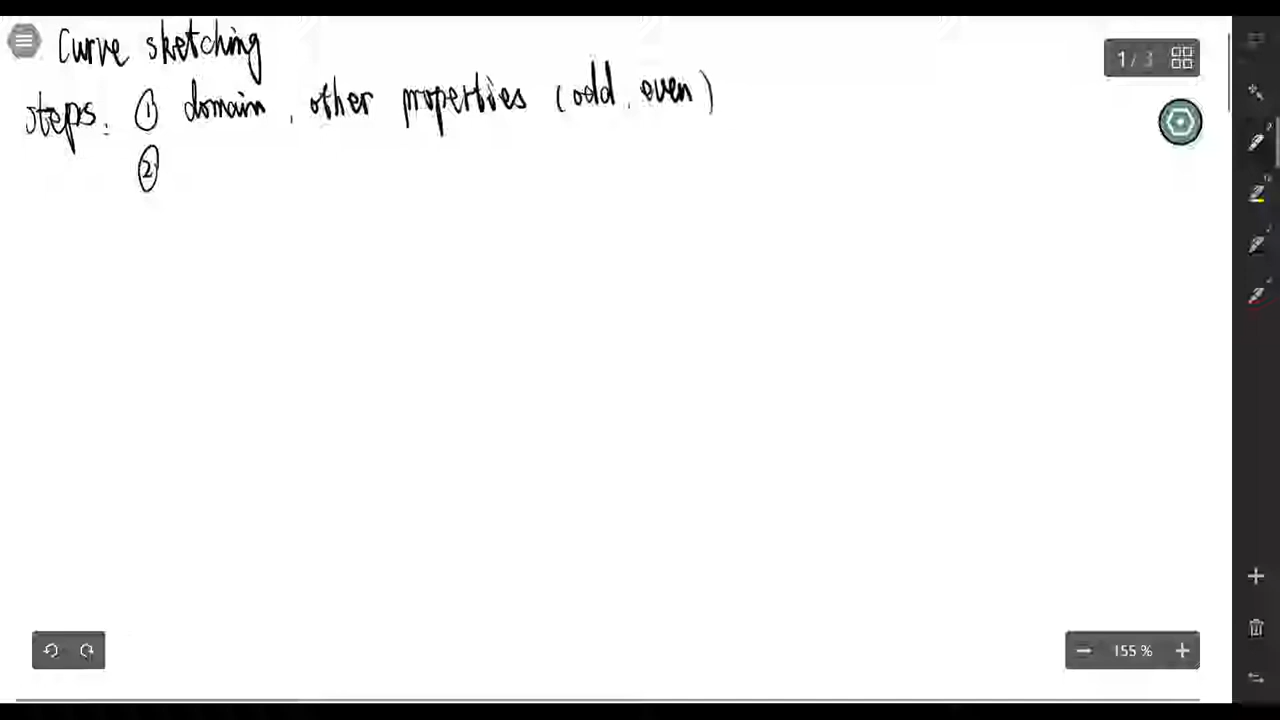 Curve sketching
1 / 3
steps: ① domain, other properties (odd, even)
②
155 %